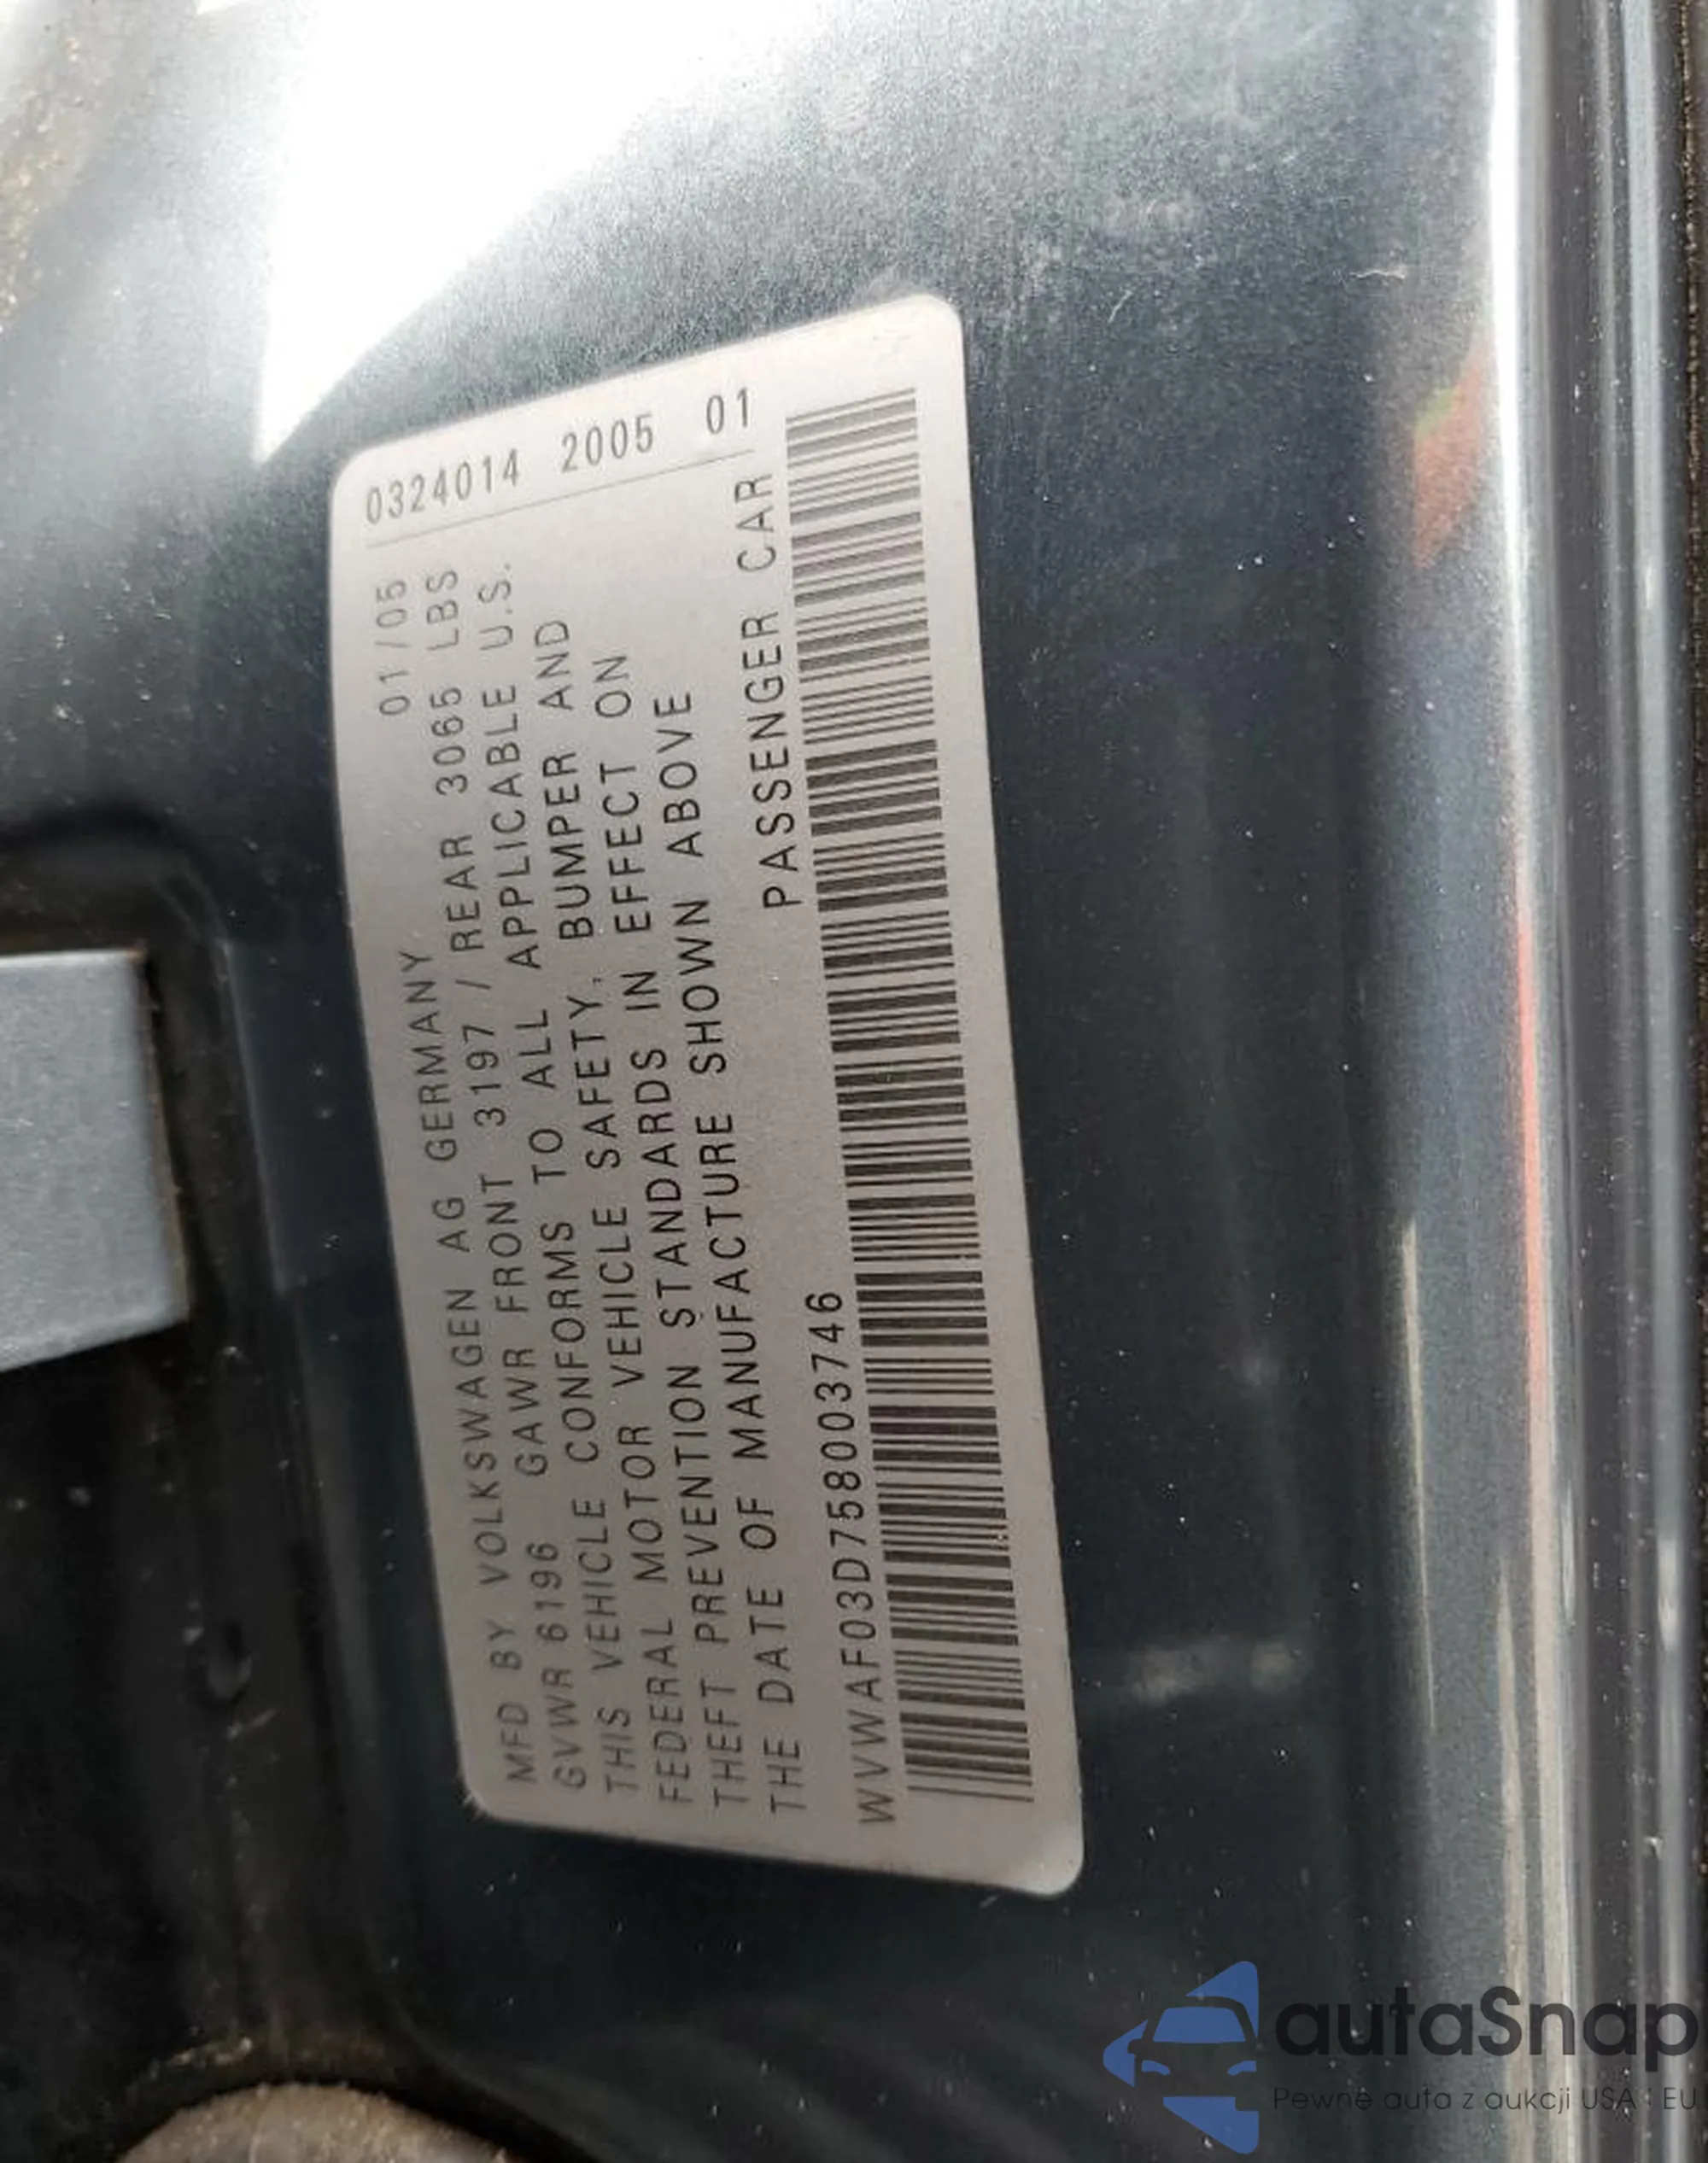 MFD BY VOLKSWAGEN AG GERMANY 01/05
GVWR 6196 GAWR FRONT 3197 / REAR 3065 LBS
THIS VEHICLE CONFORMS TO ALL APPLICABLE U.S.
FEDERAL MOTOR VEHICLE SAFETY, BUMPER AND
THEFT PREVENTION STANDARDS IN EFFECT ON
THE DATE OF MANUFACTURE SHOWN ABOVE
WVWAF03D758003746 PASSENGER CAR
0324014 2005 01
autaSnap
Pewne auta z aukcji USA | EU